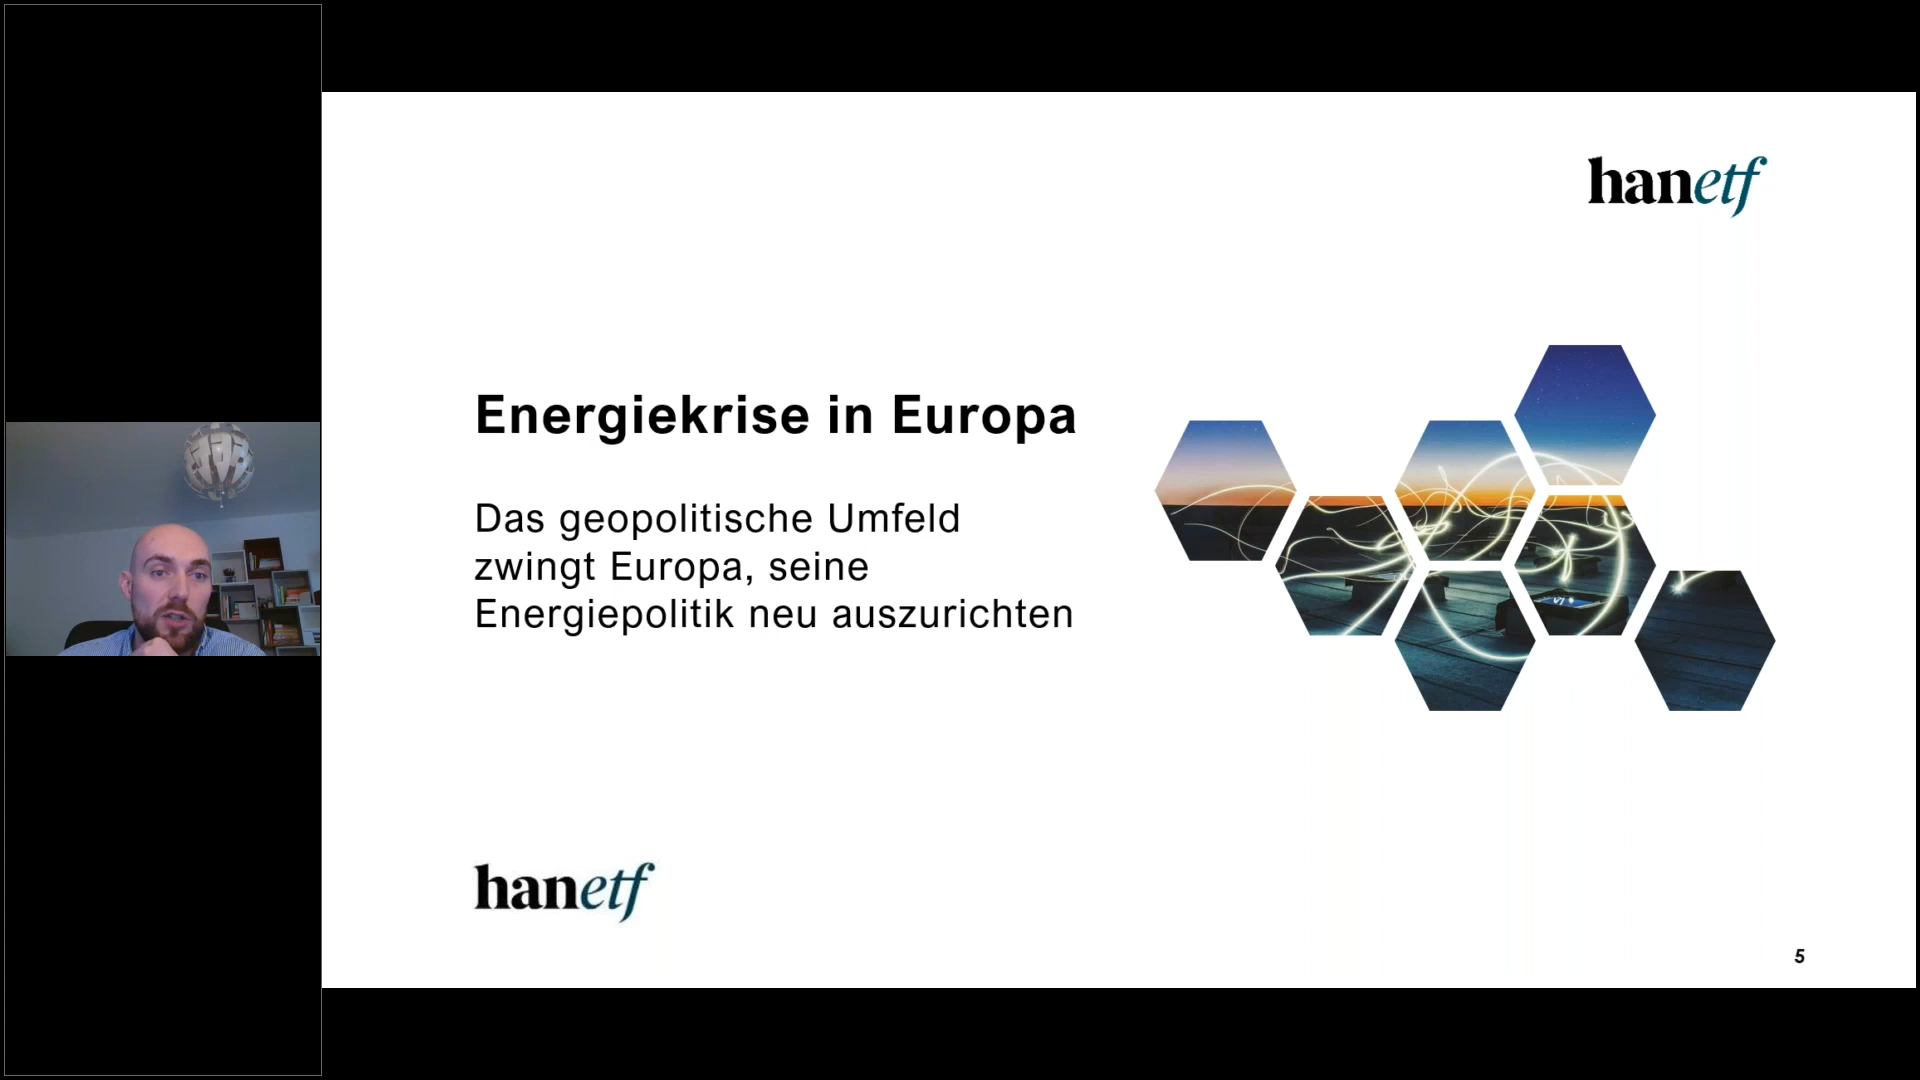 hanetf
Energiekrise in Europa
Das geopolitische Umfeld
zwingt Europa, seine
Energiepolitik neu auszurichten
hanetf
5